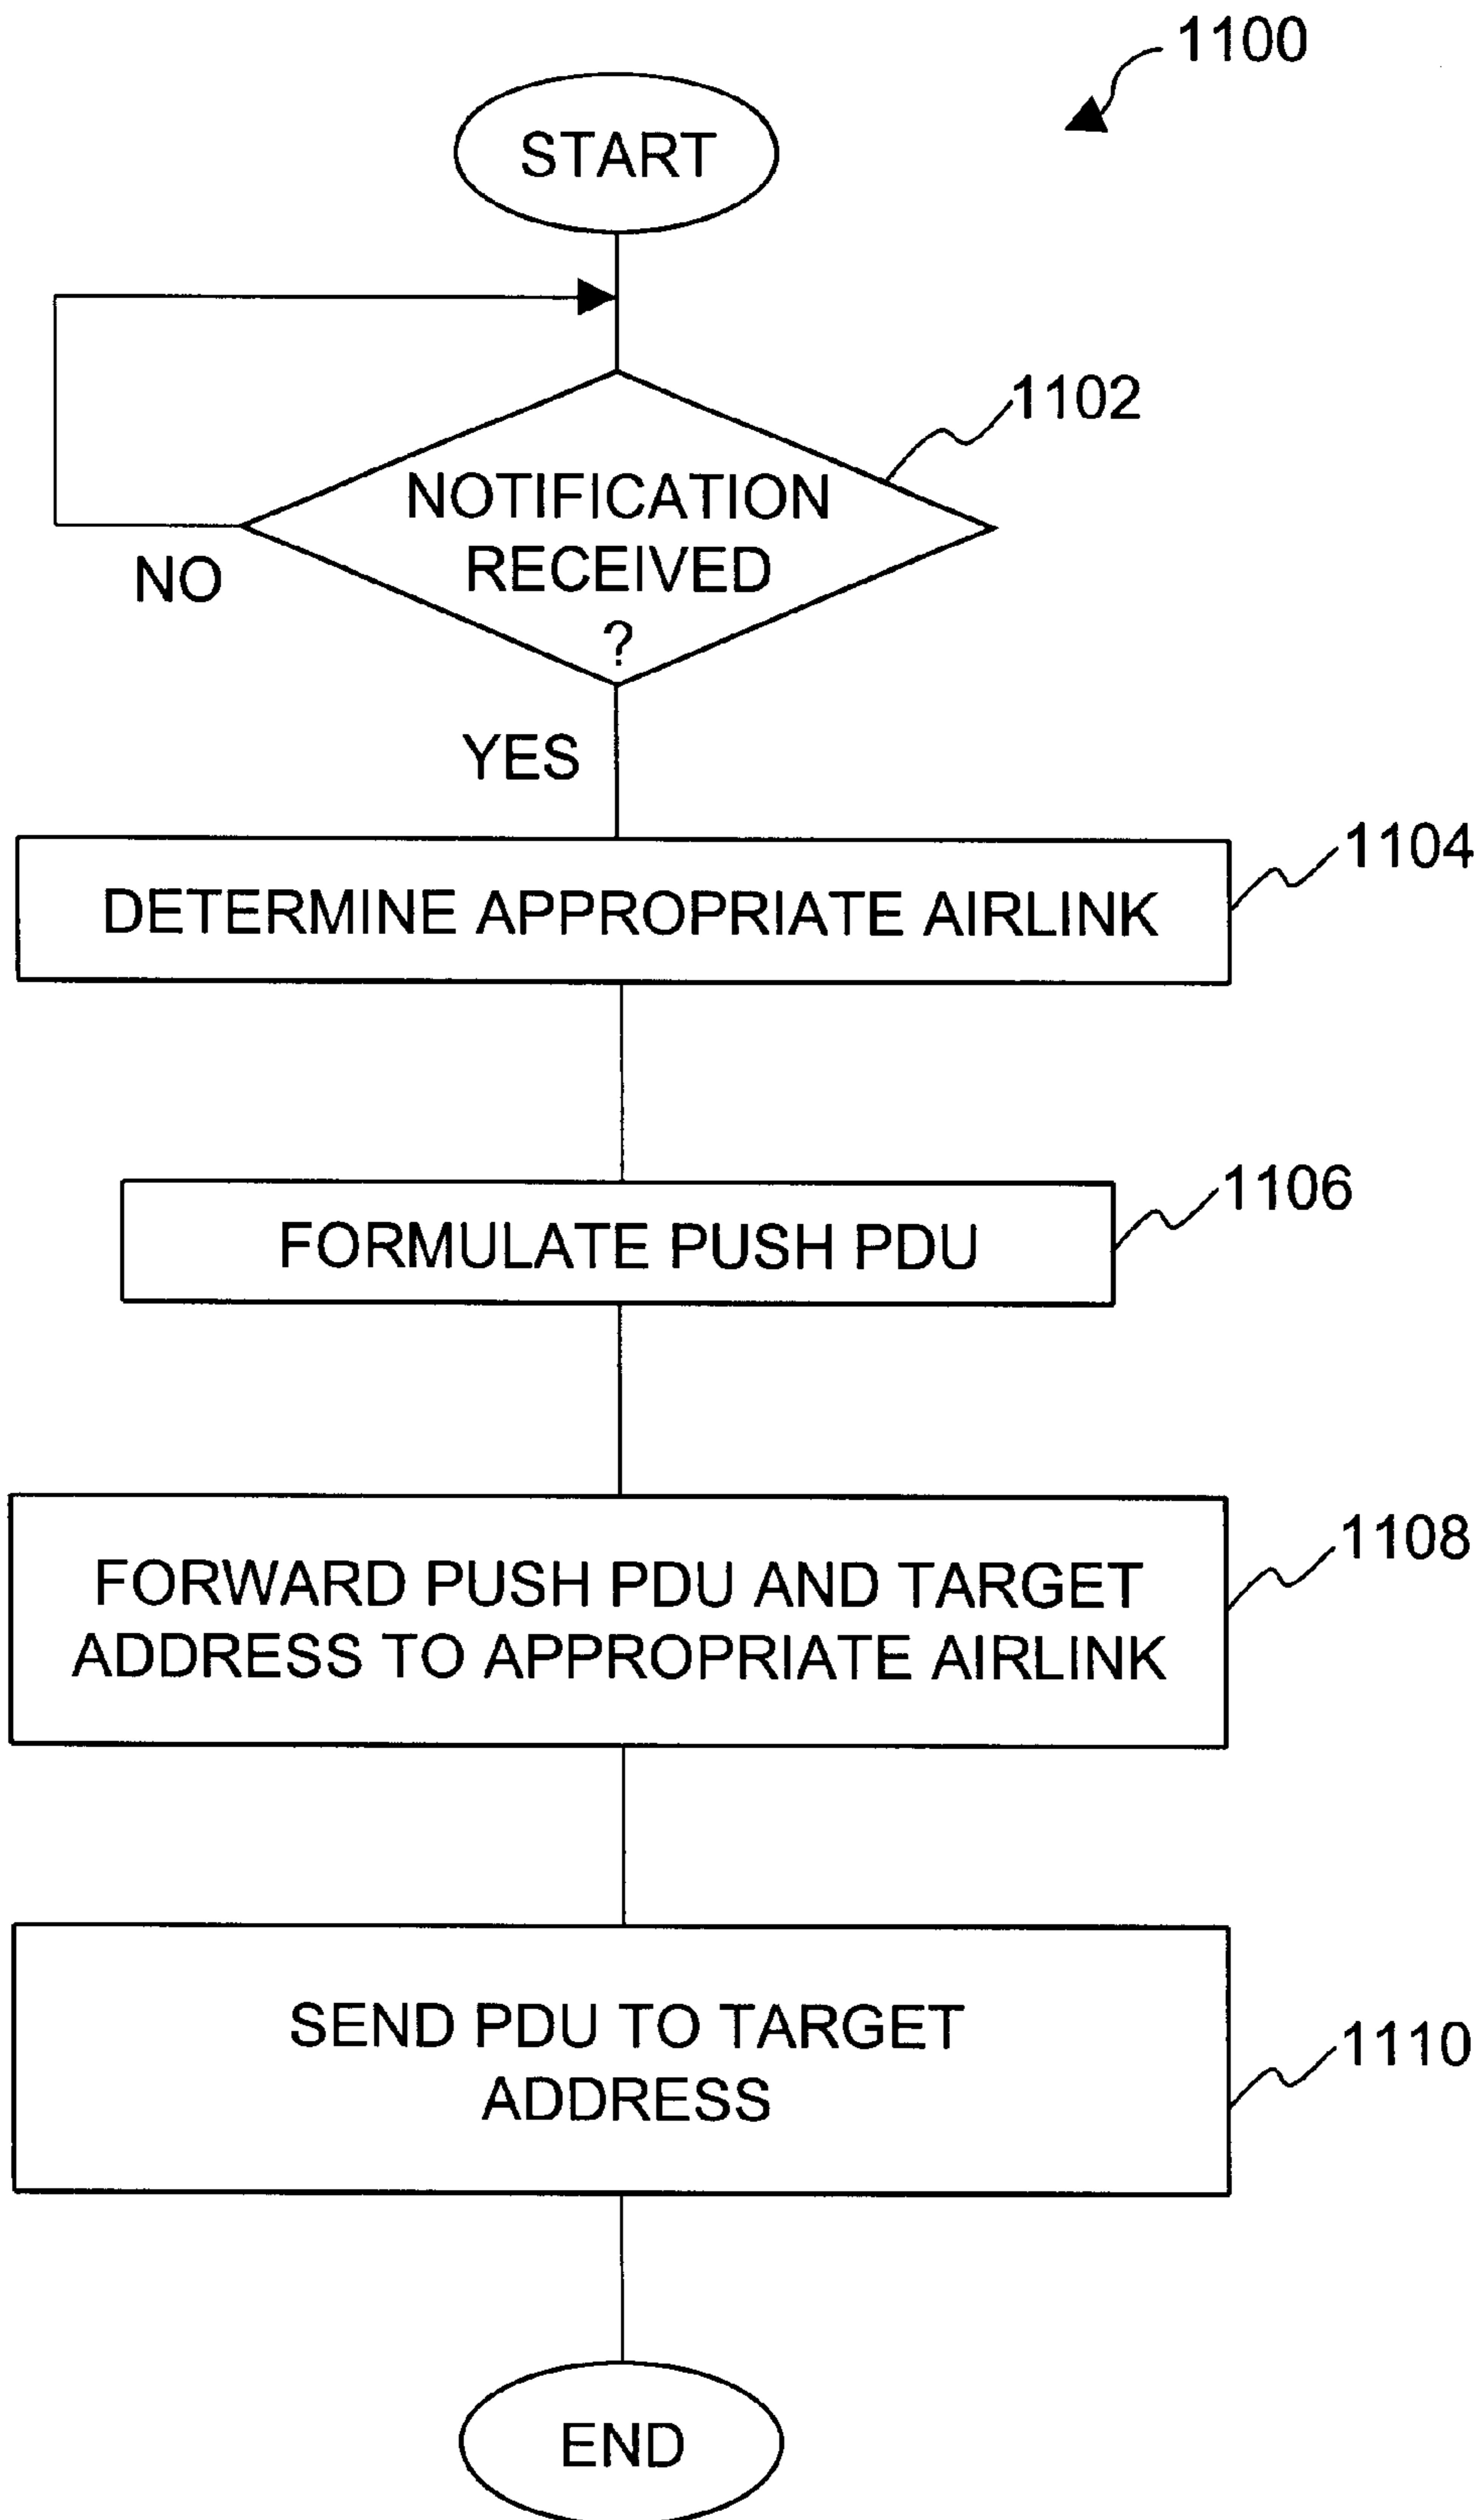 1100
START
1102
NOTIFICATION
RECEIVED
?
NO
YES
1104
DETERMINE APPROPRIATE AIRLINK
1106
FORMULATE PUSH PDU
1108
FORWARD PUSH PDU AND TARGET
ADDRESS TO APPROPRIATE AIRLINK
SEND PDU TO TARGET
1110
ADDRESS
END